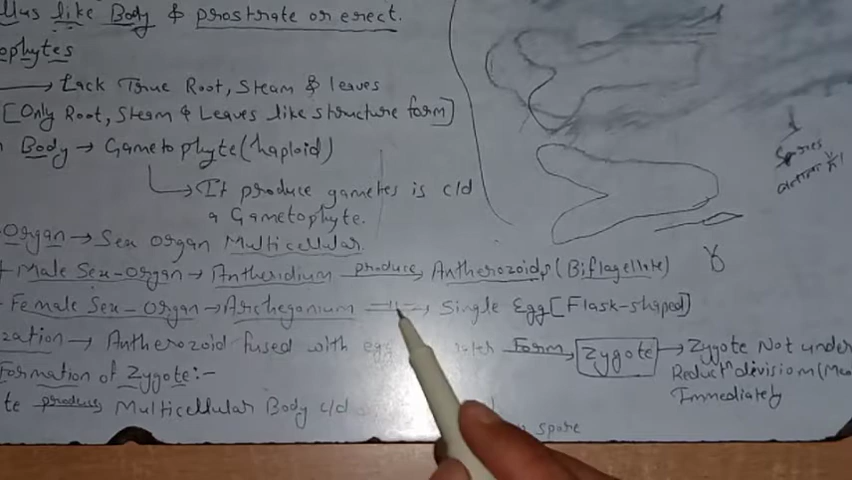 llus like Body & prostrate or erect.
ophytes
→ Lack True Root, Steam & leaves
[Only Root, Steam & Leaves like structure form]
Body → Gametophyte (haploid)
→ It produce gametes is c/d
a Gametophyte.
Organ → Sex organ Multicellular.
Male Sex-Organ → Antheridium produce, Antherozoids (Biflagellate)
Female Sex-Organ → Archegonium —"→ Single Egg [Flask-shaped]
zation → Antherozoid fused with egg Form, Zygote → Zygote Not under
Reductn division (Me
Immediately
Formation of Zygote:-
te produces Multicellular Body c/d
spore
Spores